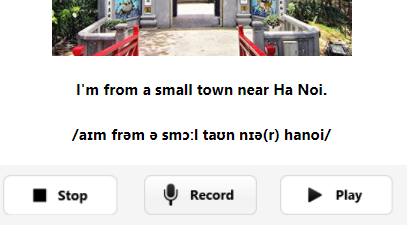 I'm from a small town near Ha Noi.
/aɪm frəm ə smɔːl taʊn nɪə(r) hanoi/
Stop
Record
Play